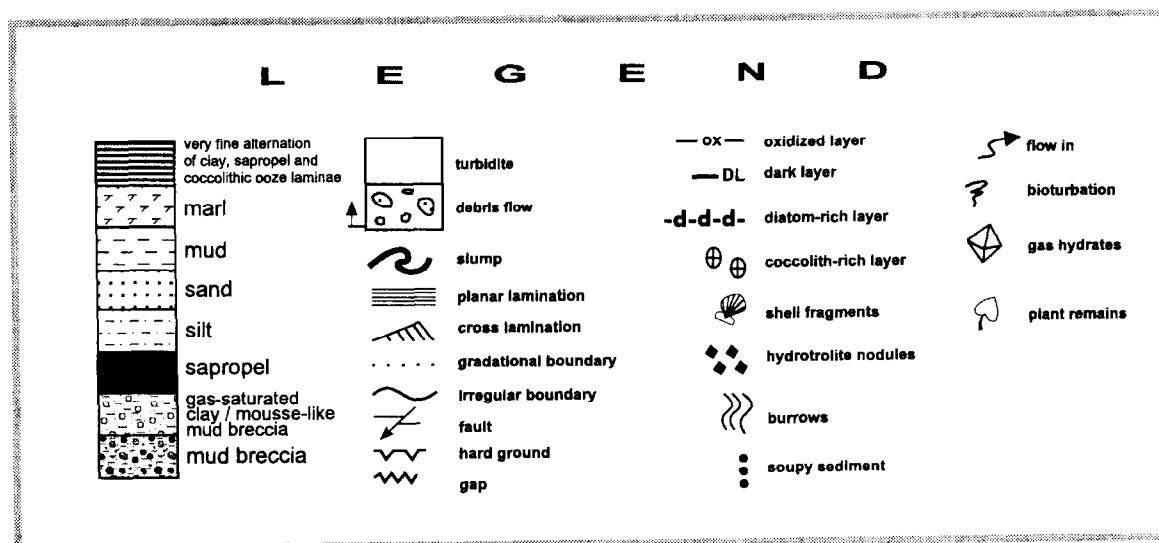 L E G E N D
very fine alternation
of clay, sapropel and
coccolithic ooze laminae
marl
mud
sand
silt
sapropel
gas-saturated
clay / mousse-like
mud breccia
mud breccia
turbidite
debris flow
slump
planar lamination
cross lamination
gradational boundary
irregular boundary
fault
hard ground
gap
OX oxidized layer
DL dark layer
-d-d-d- diatom-rich layer
coccolith-rich layer
shell fragments
hydrotrolite nodules
burrows
soupy sediment
flow in
bioturbation
gas hydrates
plant remains